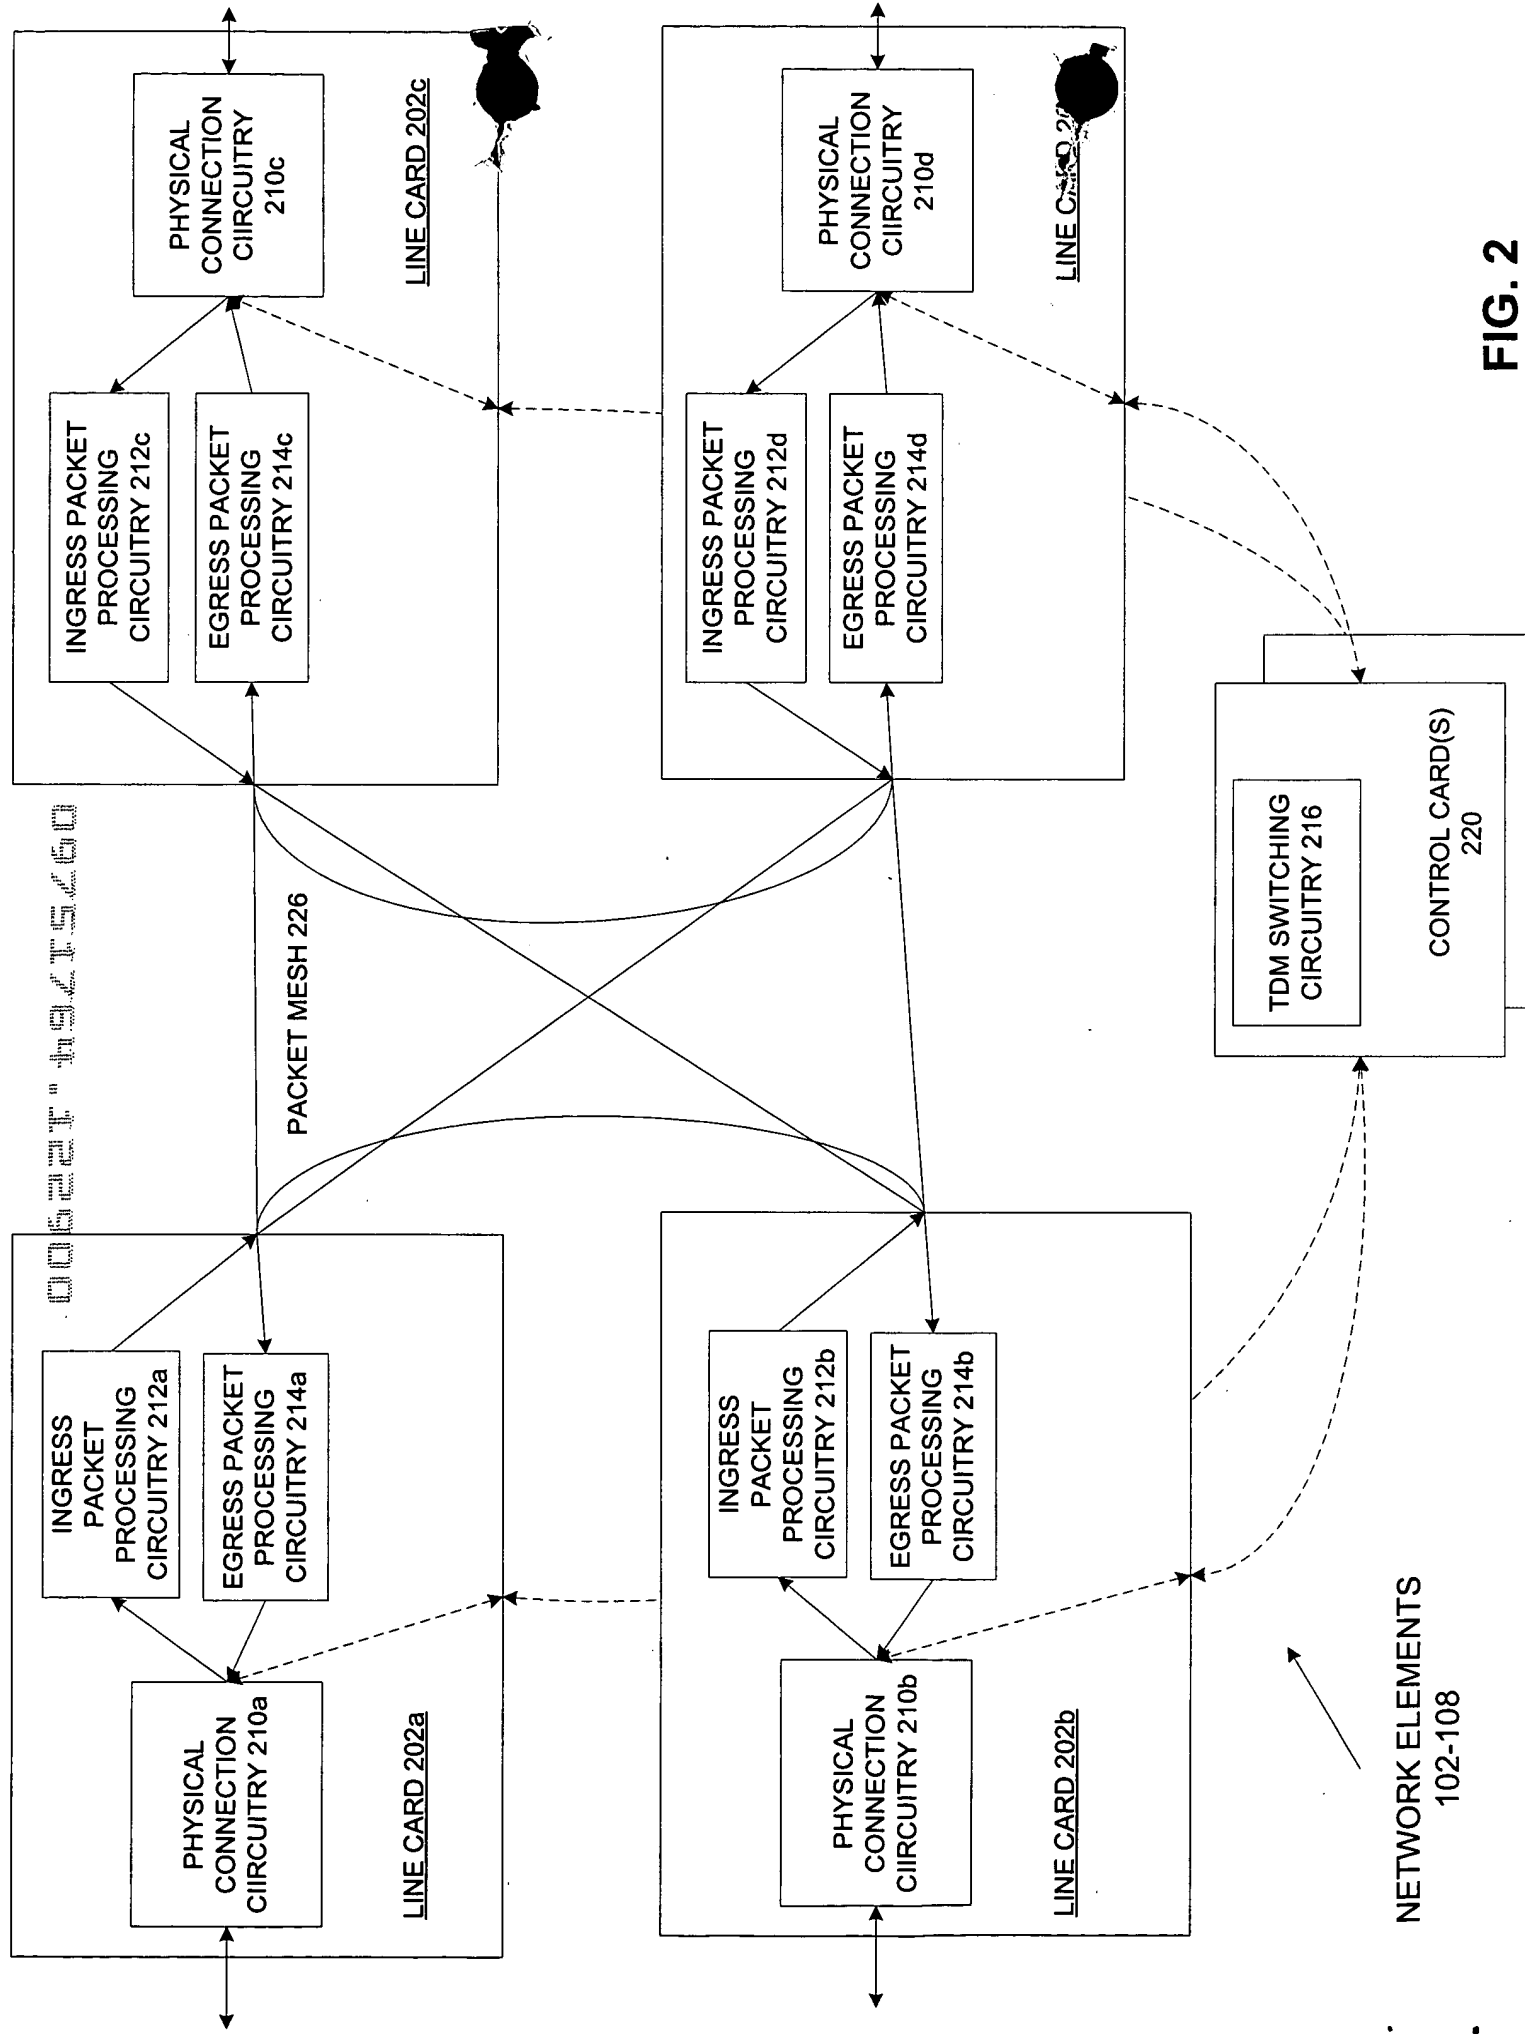 09751764.122900
LINE CARD 202a
PHYSICAL
CONNECTION
CIIRCUITRY 210a
INGRESS
PACKET
PROCESSING
CIRCUITRY 212a
EGRESS PACKET
PROCESSING
CIRCUITRY 214a
PACKET MESH 226
INGRESS PACKET
PROCESSING
CIRCUITRY 212c
EGRESS PACKET
PROCESSING
CIRCUITRY 214c
PHYSICAL
CONNECTION
CIIRCUITRY
210c
LINE CARD 202c
PHYSICAL
CONNECTION
CIIRCUITRY 210b
INGRESS
PACKET
PROCESSING
CIRCUITRY 212b
EGRESS PACKET
PROCESSING
CIRCUITRY 214b
LINE CARD 202b
INGRESS PACKET
PROCESSING
CIRCUITRY 212d
EGRESS PACKET
PROCESSING
CIRCUITRY 214d
PHYSICAL
CONNECTION
CIIRCUITRY
210d
LINE CARD
TDM SWITCHING
CIRCUITRY 216
CONTROL CARD(S)
220
NETWORK ELEMENTS
102-108
FIG. 2